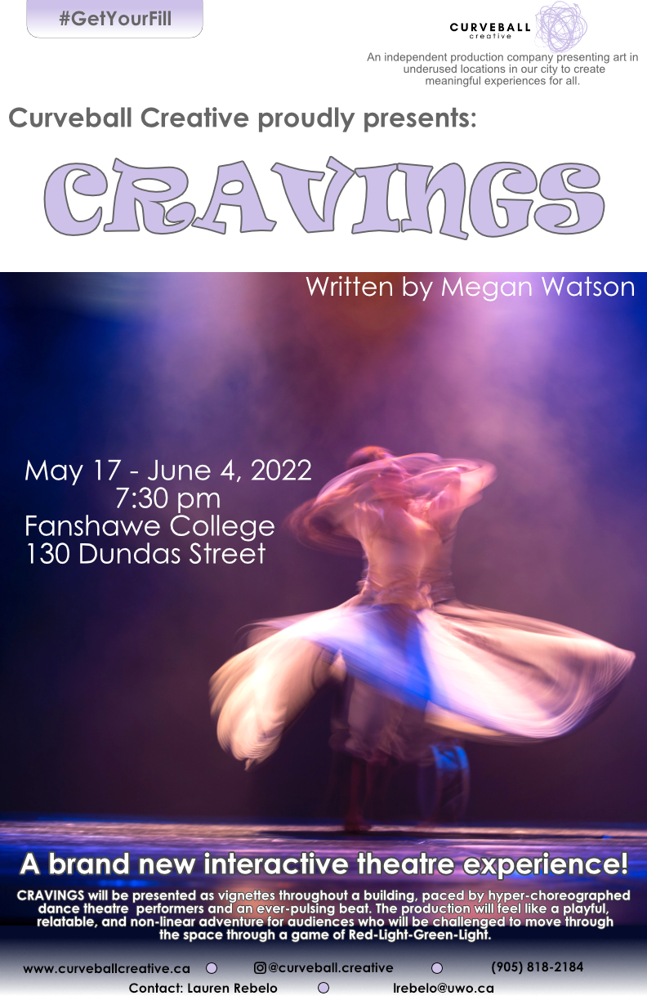 #GetYourFill
CURVEBALL
creative
An independent production company presenting art in
underused locations in our city to create
meaningful experiences for all.
Curveball Creative proudly presents:
CRAVINGS
Written by Megan Watson
May 17 - June 4, 2022
7:30 pm
Fanshawe College
130 Dundas Street
A brand new interactive theatre experience!
CRAVINGS will be presented as vignettes throughout a building, paced by hyper-choreographed
dance theatre performers and an ever-pulsing beat. The production will feel like a playful,
relatable, and non-linear adventure for audiences who will be challenged to move through
the space through a game of Red-Light-Green-Light.
www.curveballcreative.ca @curveball.creative (905) 818-2184
Contact: Lauren Rebelo lrebelo@uwo.ca